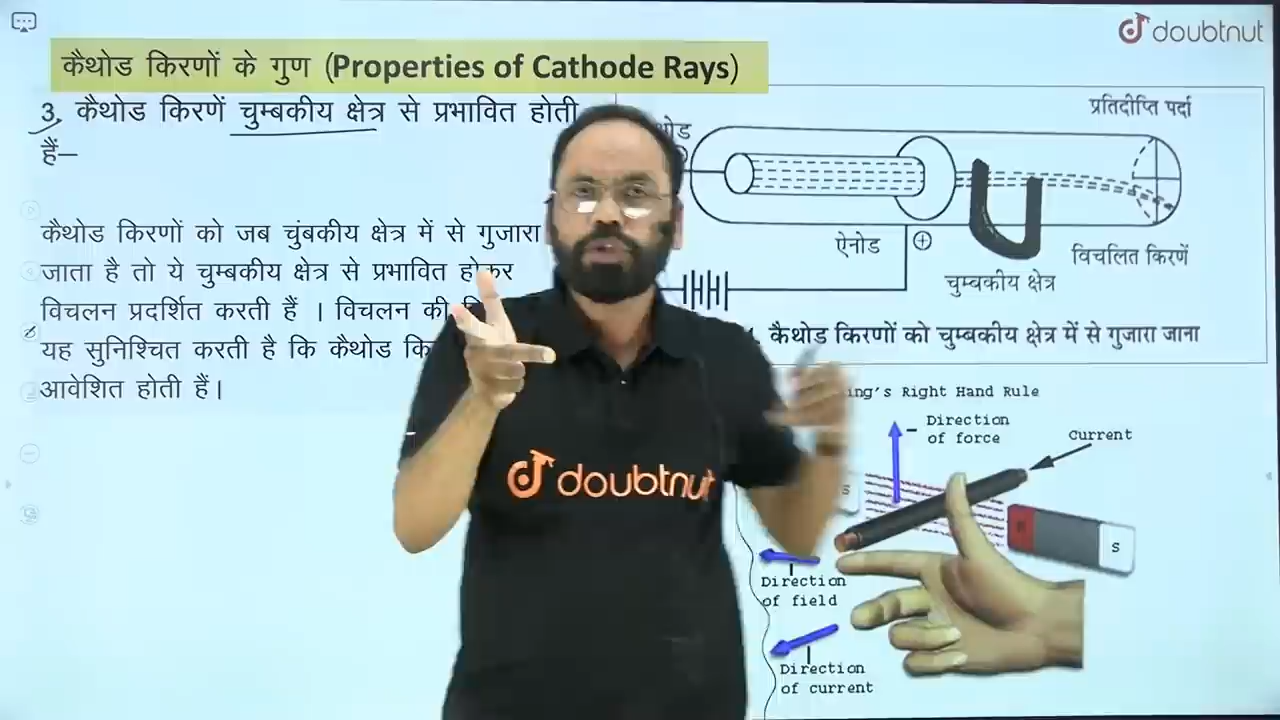 doubtnut
कैथोड किरणों के गुण (Properties of Cathode Rays)
3. कैथोड किरणें चुम्बकीय क्षेत्र से प्रभावित होती
हैं–
कैथोड किरणों को जब चुंबकीय क्षेत्र में से गुजारा
जाता है तो ये चुम्बकीय क्षेत्र से प्रभावित होकर
विचलन प्रदर्शित करती हैं । विचलन की
यह सुनिश्चित करती है कि कैथोड
आवेशित होती हैं।
प्रतिदीप्ति पर्दा
ऐनोड
+
विचलित किरणें
चुम्बकीय क्षेत्र
कैथोड किरणों को चुम्बकीय क्षेत्र में से गुजारा जाना
Right Hand Rule
Direction
of force
Current
S
S
Direction
of field
Direction
of current
doubtnut